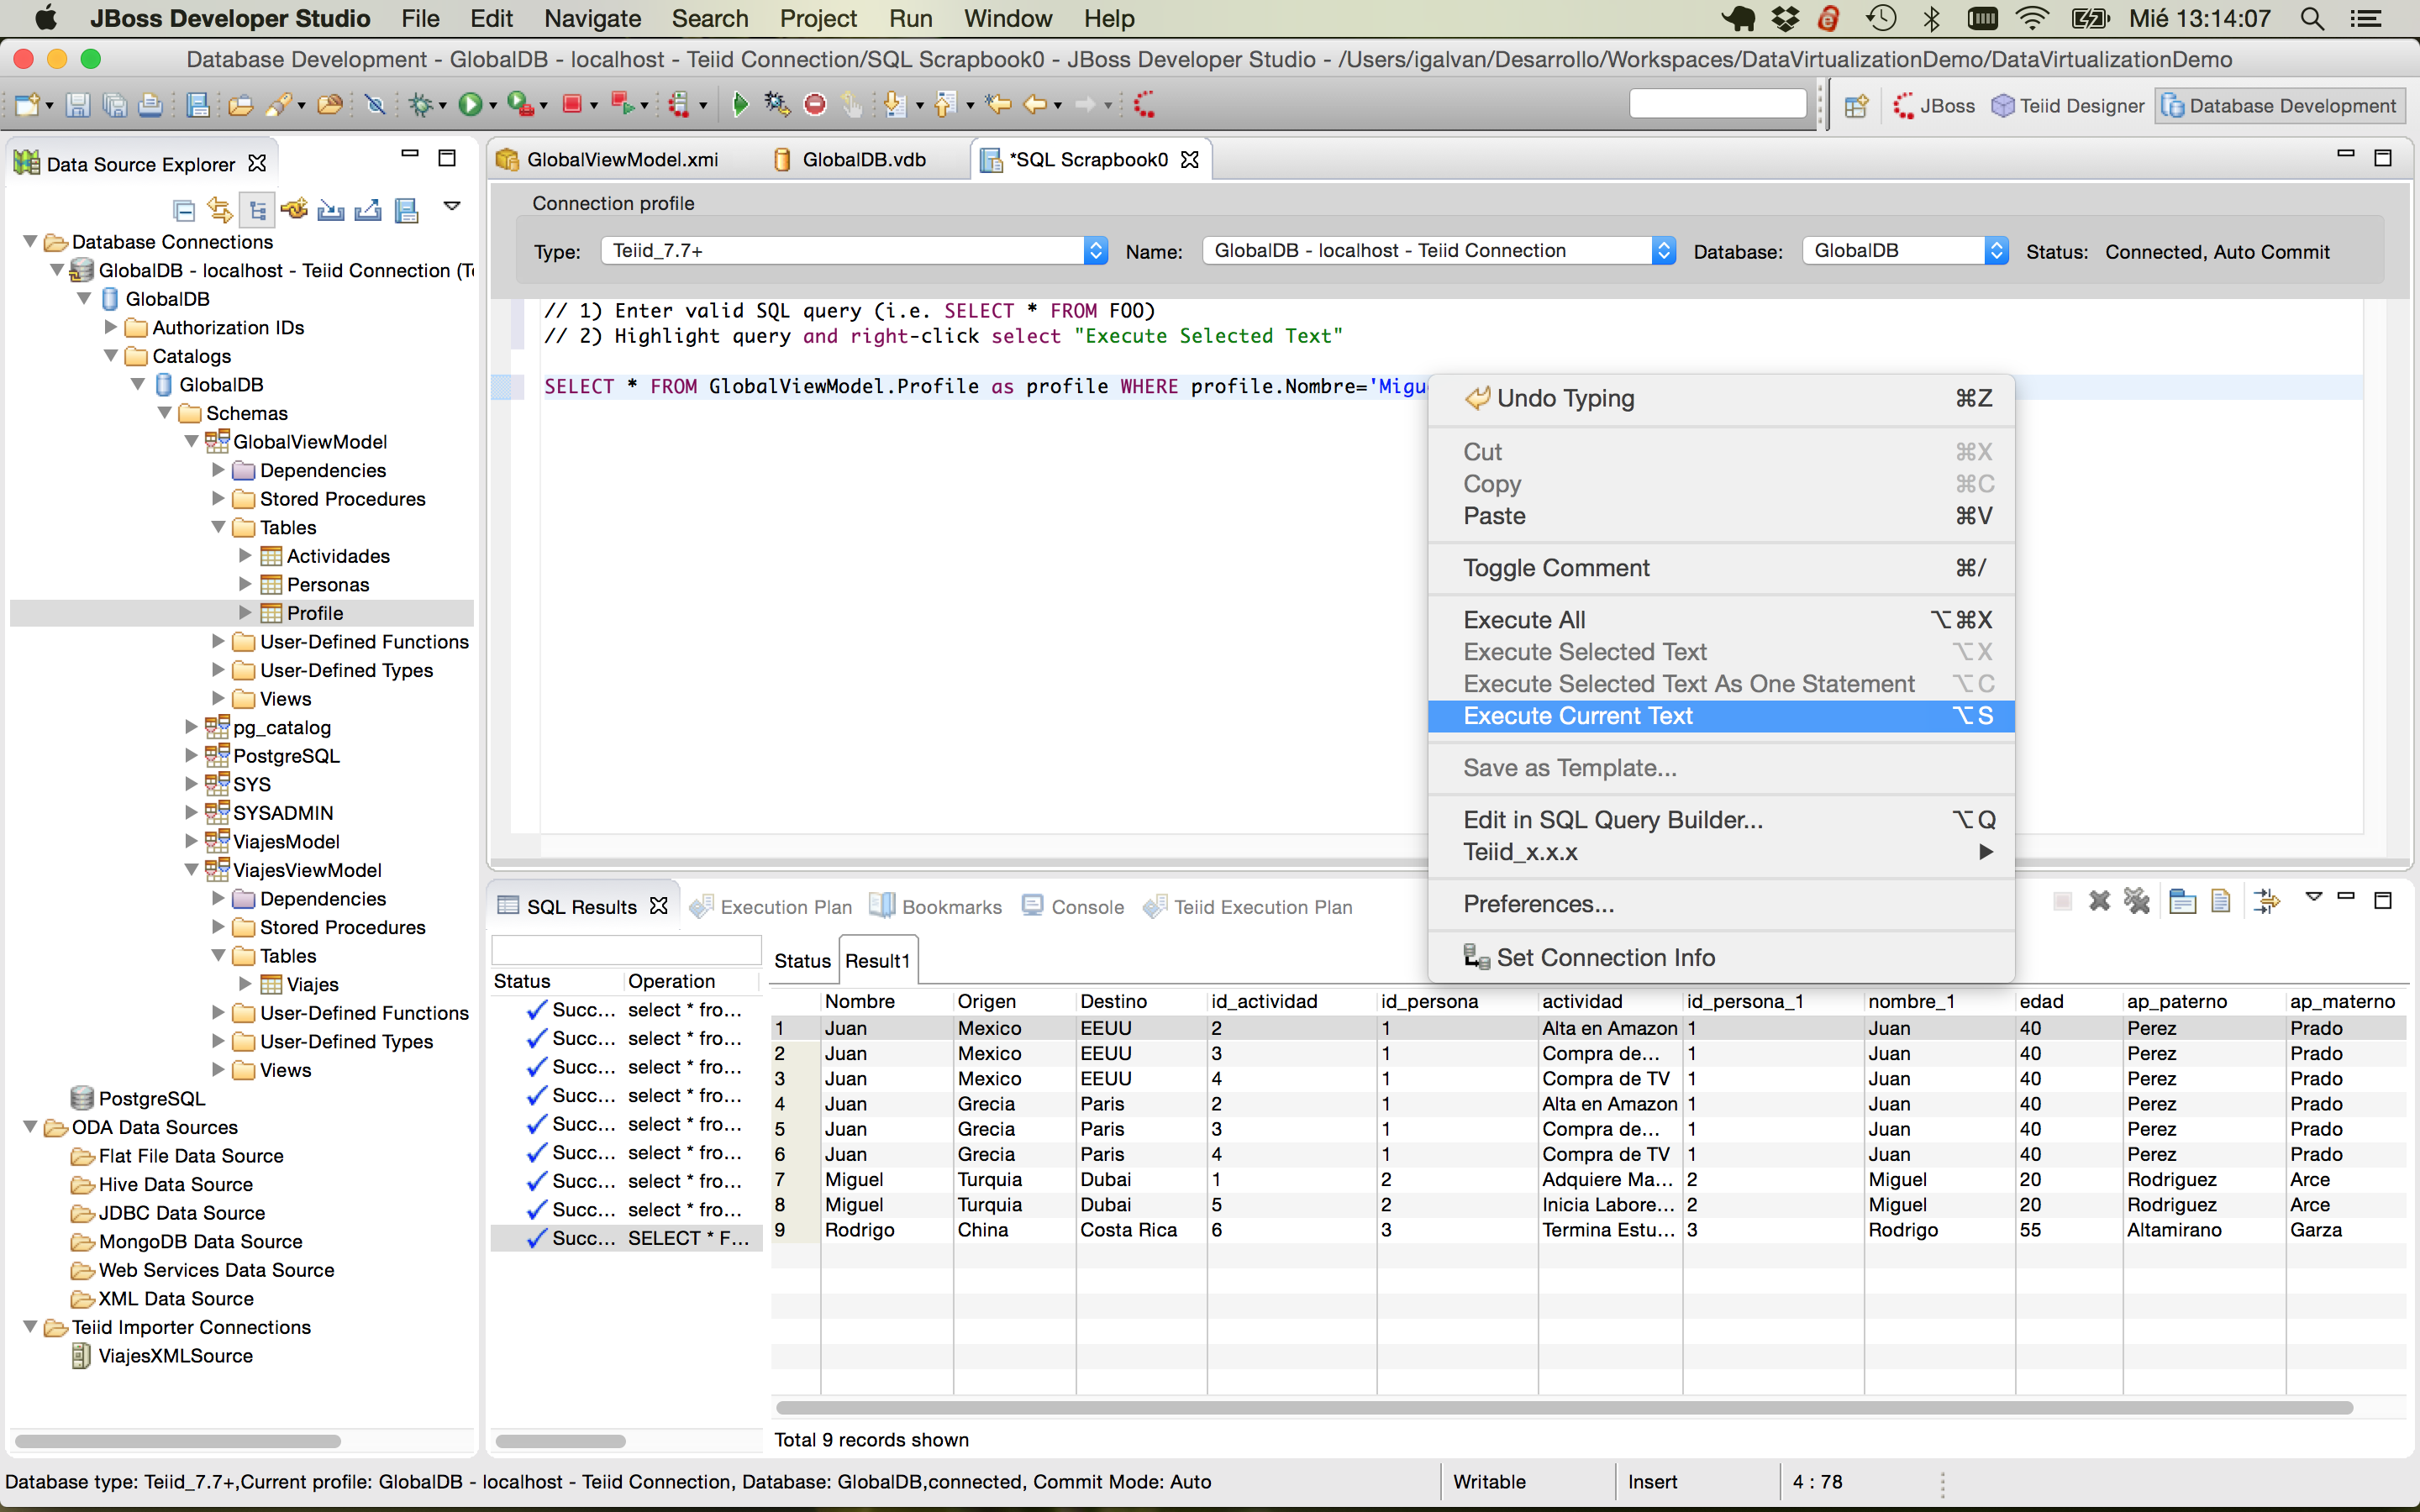 JBoss Developer Studio File Edit Navigate Search Project Run Window Help Mié 13:14:07
Database Development - GlobalDB - localhost - Teiid Connection/SQL Scrapbook0 - JBoss Developer Studio - /Users/igalvan/Desarrollo/Workspaces/DataVirtualizationDemo/DataVirtualizationDemo
JBoss Teiid Designer Database Development
Data Source Explorer
Database Connections
GlobalDB - localhost - Teiid Connection
GlobalDB
Authorization IDs
Catalogs
GlobalDB
Schemas
GlobalViewModel
Dependencies
Stored Procedures
Tables
Actividades
Personas
Profile
User-Defined Functions
User-Defined Types
Views
pg_catalog
PostgreSQL
SYS
SYSADMIN
ViajesModel
ViajesViewModel
Dependencies
Stored Procedures
Tables
Viajes
User-Defined Functions
User-Defined Types
Views
PostgreSQL
ODA Data Sources
Flat File Data Source
Hive Data Source
JDBC Data Source
MongoDB Data Source
Web Services Data Source
XML Data Source
Teiid Importer Connections
ViajesXMLSource
GlobalViewModel.xmi GlobalDB.vdb *SQL Scrapbook0
Connection profile
Type: Teiid_7.7+ Name: GlobalDB - localhost - Teiid Connection Database: GlobalDB Status: Connected, Auto Commit
// 1) Enter valid SQL query (i.e. SELECT * FROM FOO)
// 2) Highlight query and right-click select "Execute Selected Text"
SELECT * FROM GlobalViewModel.Profile as profile WHERE profile.Nombre='Migu
Undo Typing ⌘Z
Cut ⌘X
Copy ⌘C
Paste ⌘V
Toggle Comment ⌘/
Execute All ⌥⌘X
Execute Selected Text ⌥X
Execute Selected Text As One Statement ⌥C
Execute Current Text ⌥S
Save as Template...
Edit in SQL Query Builder... ⌥Q
Teiid_x.x.x
Preferences...
Set Connection Info
SQL Results Execution Plan Bookmarks Console Teiid Execution Plan
Status Operation
Succ... select * fro...
Succ... select * fro...
Succ... select * fro...
Succ... select * fro...
Succ... select * fro...
Succ... select * fro...
Succ... select * fro...
Succ... select * fro...
Succ... SELECT * F...
Status Result1
Nombre Origen Destino id_actividad id_persona actividad id_persona_1 nombre_1 edad ap_paterno ap_materno
1 Juan Mexico EEUU 2 1 Alta en Amazon 1 Juan 40 Perez Prado
2 Juan Mexico EEUU 3 1 Compra de... 1 Juan 40 Perez Prado
3 Juan Mexico EEUU 4 1 Compra de TV 1 Juan 40 Perez Prado
4 Juan Grecia Paris 2 1 Alta en Amazon 1 Juan 40 Perez Prado
5 Juan Grecia Paris 3 1 Compra de... 1 Juan 40 Perez Prado
6 Juan Grecia Paris 4 1 Compra de TV 1 Juan 40 Perez Prado
7 Miguel Turquia Dubai 1 2 Adquiere Ma... 2 Miguel 20 Rodriguez Arce
8 Miguel Turquia Dubai 5 2 Inicia Labore... 2 Miguel 20 Rodriguez Arce
9 Rodrigo China Costa Rica 6 3 Termina Estu... 3 Rodrigo 55 Altamirano Garza
Total 9 records shown
Database type: Teiid_7.7+,Current profile: GlobalDB - localhost - Teiid Connection, Database: GlobalDB,connected, Commit Mode: Auto Writable Insert 4 : 78